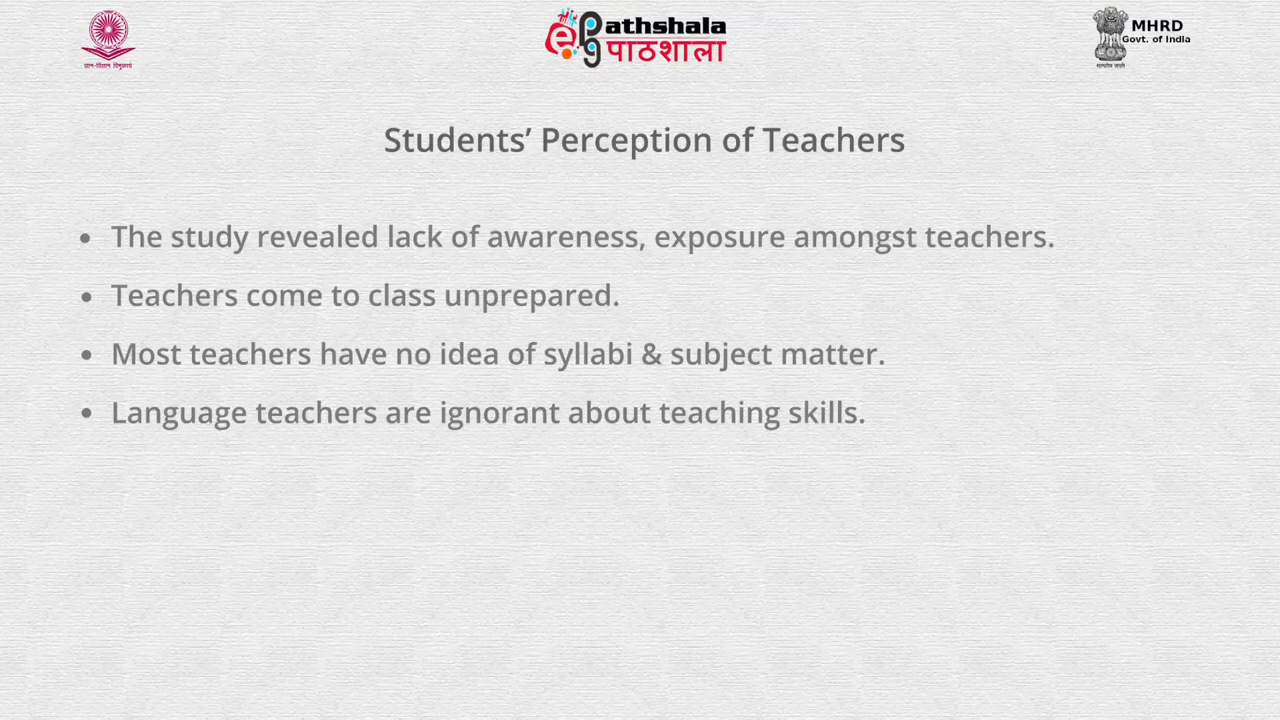 ePG athshala
पाठशाला
MHRD
Govt. of India
Students’ Perception of Teachers
• The study revealed lack of awareness, exposure amongst teachers.
• Teachers come to class unprepared.
• Most teachers have no idea of syllabi & subject matter.
• Language teachers are ignorant about teaching skills.